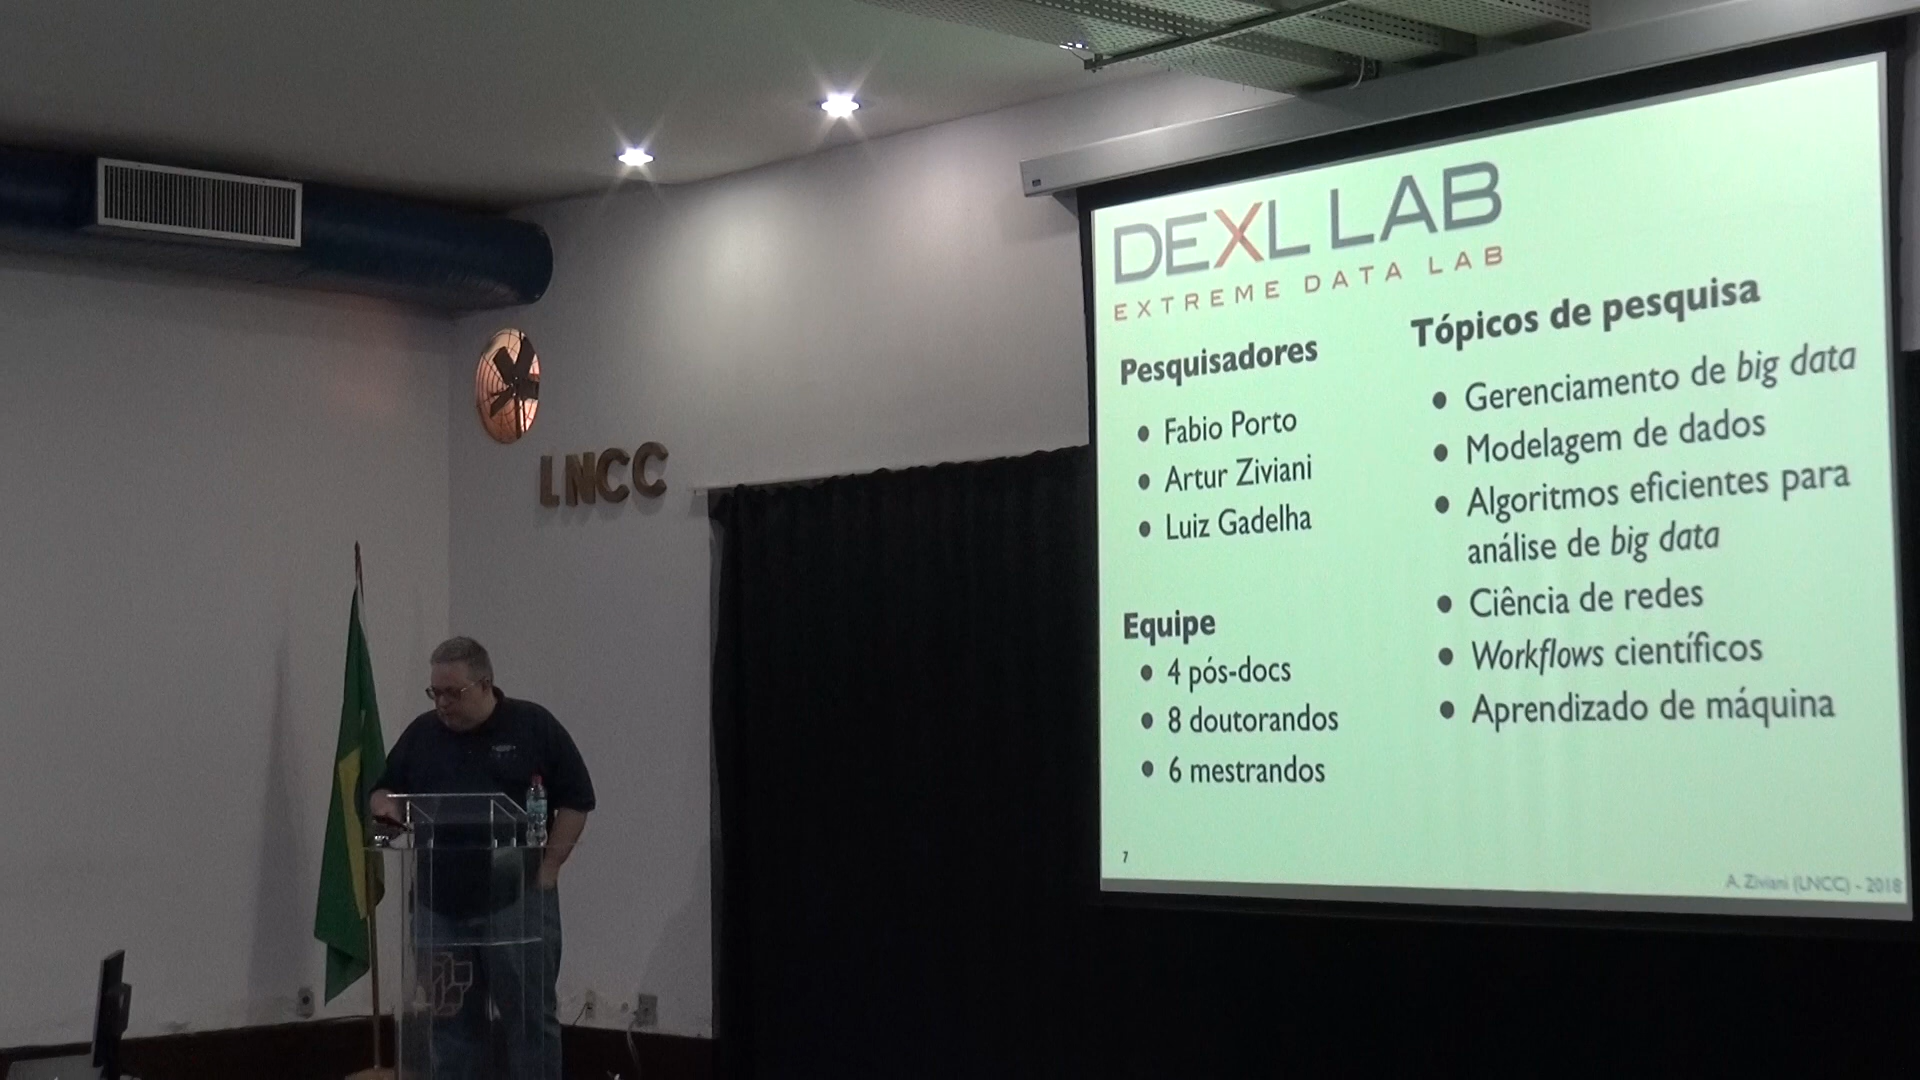 LNCC
DEXL LAB
EXTREME DATA LAB
Pesquisadores
• Fabio Porto
• Artur Ziviani
• Luiz Gadelha
Equipe
• 4 pós-docs
• 8 doutorandos
• 6 mestrandos
Tópicos de pesquisa
• Gerenciamento de big data
• Modelagem de dados
• Algoritmos eficientes para
análise de big data
• Ciência de redes
• Workflows científicos
• Aprendizado de máquina
7
A. Ziviani (LNCC) - 2018